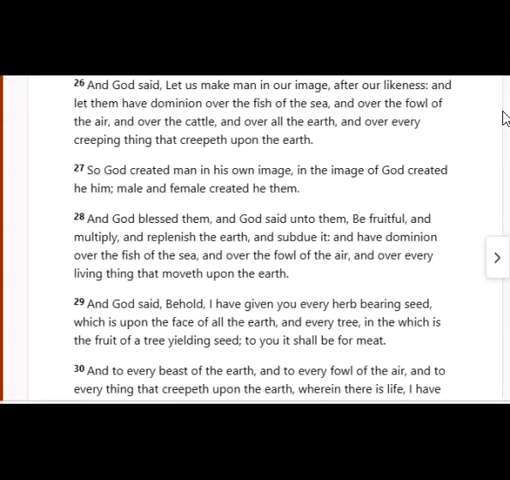 26 And God said, Let us make man in our image, after our likeness: and
let them have dominion over the fish of the sea, and over the fowl of
the air, and over the cattle, and over all the earth, and over every
creeping thing that creepeth upon the earth.
27 So God created man in his own image, in the image of God created
he him; male and female created he them.
28 And God blessed them, and God said unto them, Be fruitful, and
multiply, and replenish the earth, and subdue it: and have dominion
over the fish of the sea, and over the fowl of the air, and over every
living thing that moveth upon the earth.
29 And God said, Behold, I have given you every herb bearing seed,
which is upon the face of all the earth, and every tree, in the which is
the fruit of a tree yielding seed; to you it shall be for meat.
30 And to every beast of the earth, and to every fowl of the air, and to
every thing that creepeth upon the earth, wherein there is life, I have